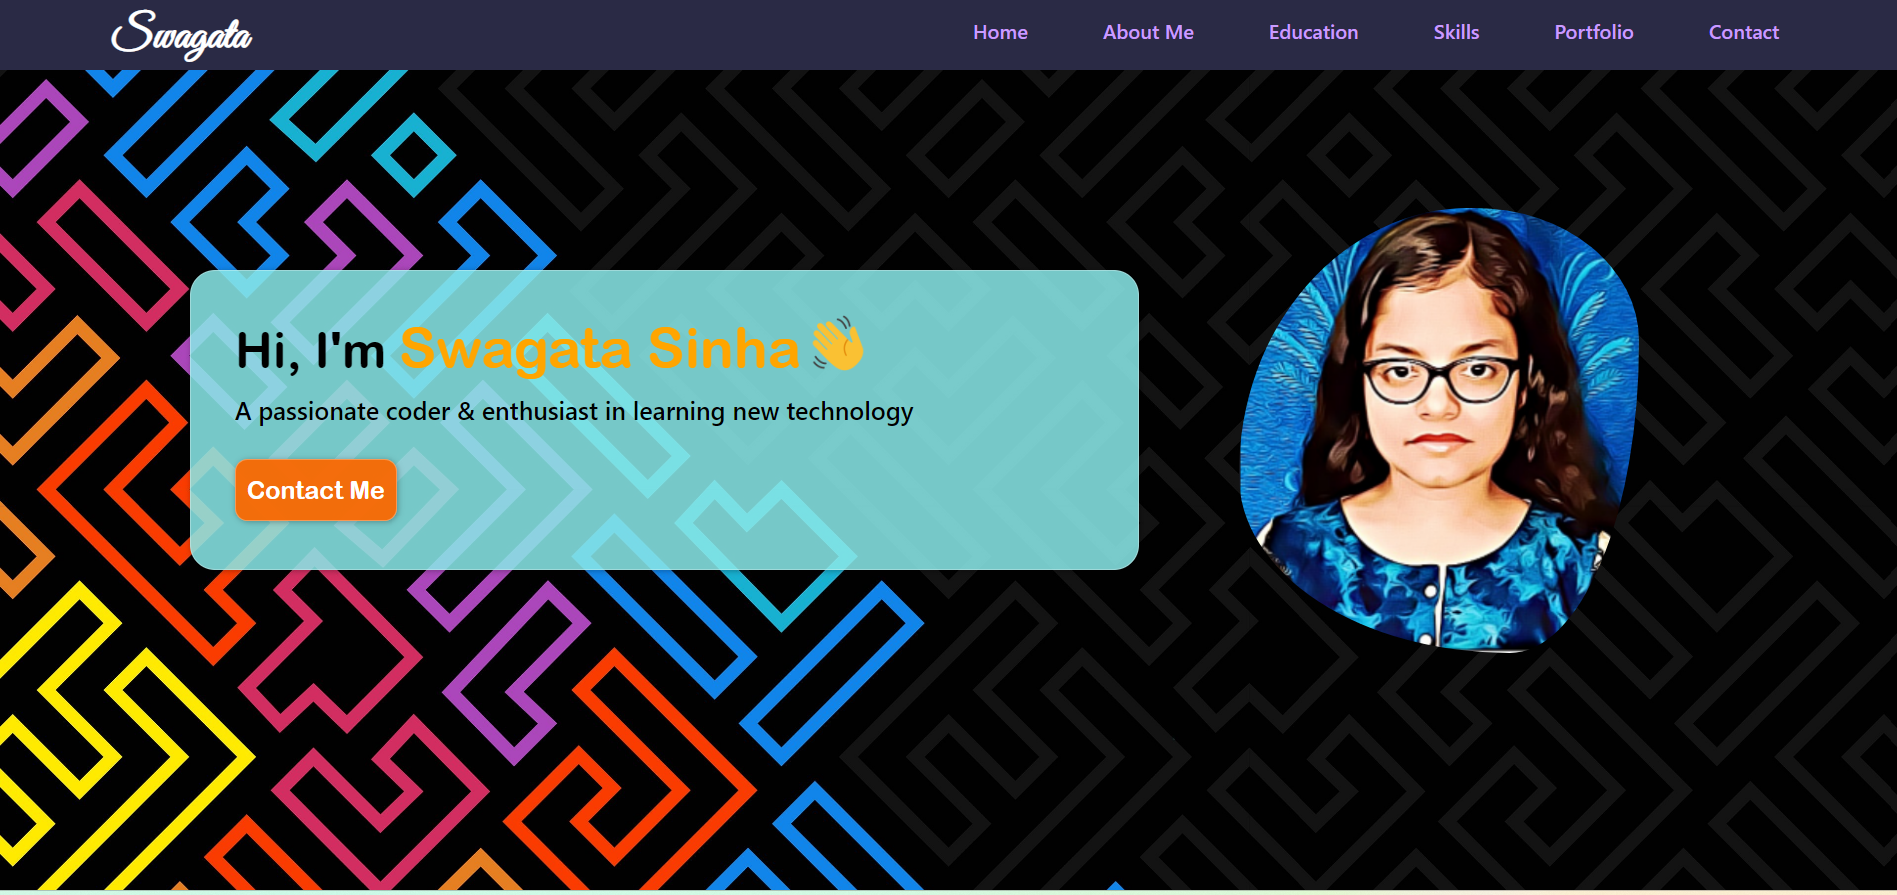 Swagata
Home About Me Education Skills Portfolio Contact
Hi, I'm Swagata Sinha 👋
A passionate coder & enthusiast in learning new technology
Contact Me